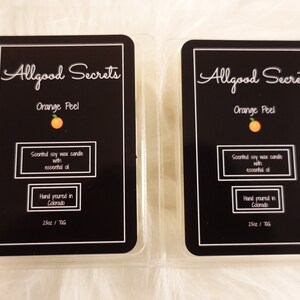 Allgood Secrets
Orange Peel
Scented soy wax candle
with
essential oil
Hand poured in
Colorado
Allgood Secre
Orange Peel
Scented soy wax candle
with
essential oil
Hand poured in
Colorado